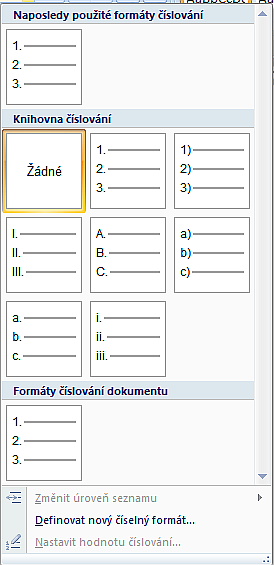 Naposledy použité formáty číslování
1.
2.
3.
Knihovna číslování
Žádné
1.
2.
3.
1)
2)
3)
I.
II.
III.
A.
B.
C.
a)
b)
c)
a.
b.
c.
i.
ii.
iii.
Formáty číslování dokumentu
1.
2.
3.
Změnit úroveň seznamu
Definovat nový číselný formát...
Nastavit hodnotu číslování...